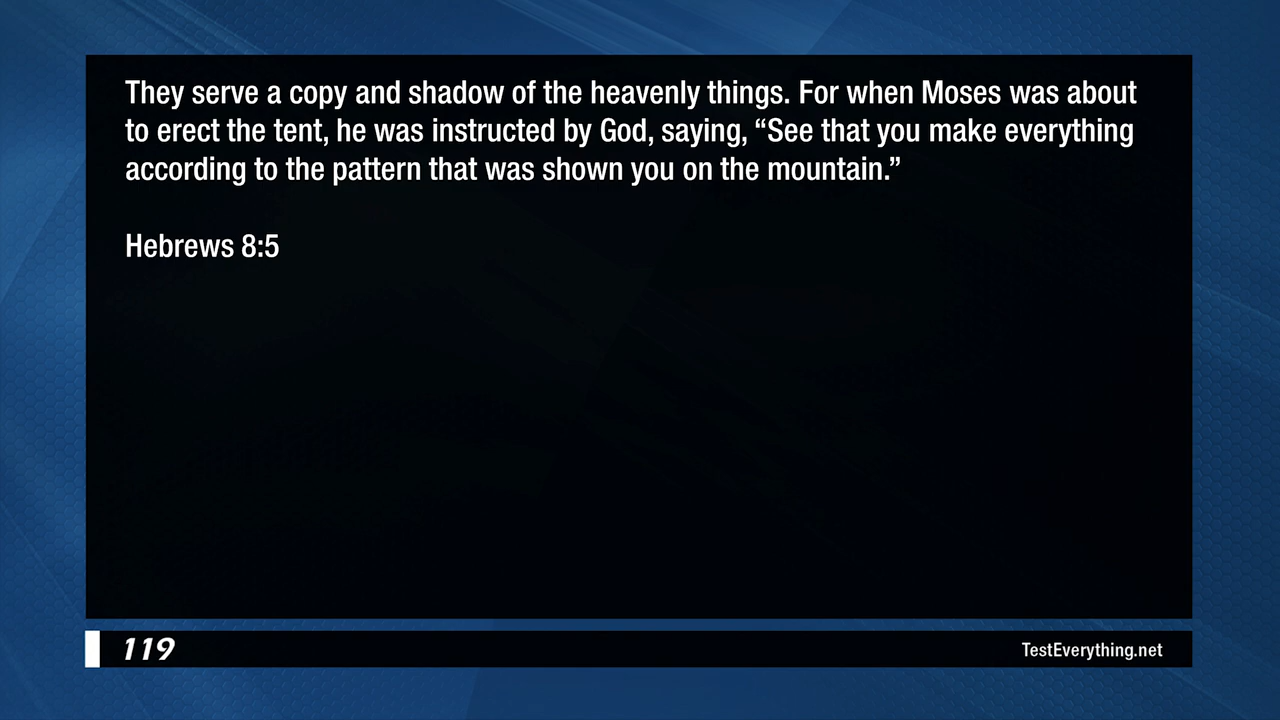 They serve a copy and shadow of the heavenly things. For when Moses was about
to erect the tent, he was instructed by God, saying, “See that you make everything
according to the pattern that was shown you on the mountain.”
Hebrews 8:5
119
TestEverything.net